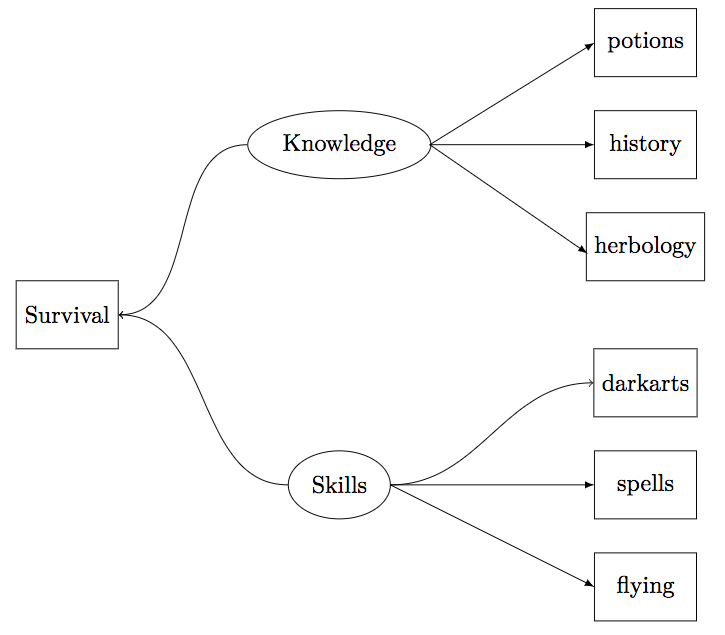 potions
Knowledge
history
herbology
Survival
darkarts
Skills
spells
flying